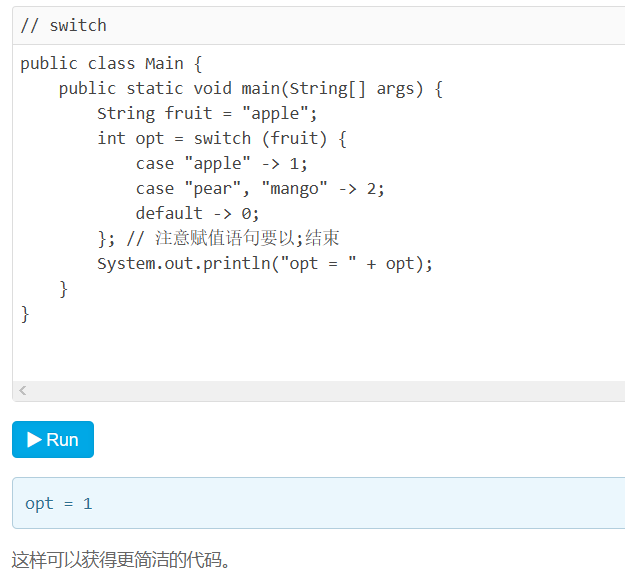 // switch
public class Main {
    public static void main(String[] args) {
        String fruit = "apple";
        int opt = switch (fruit) {
            case "apple" -> 1;
            case "pear", "mango" -> 2;
            default -> 0;
        }; // 注意赋值语句要以;结束
        System.out.println("opt = " + opt);
    }
}
Run
opt = 1
这样可以获得更简洁的代码。